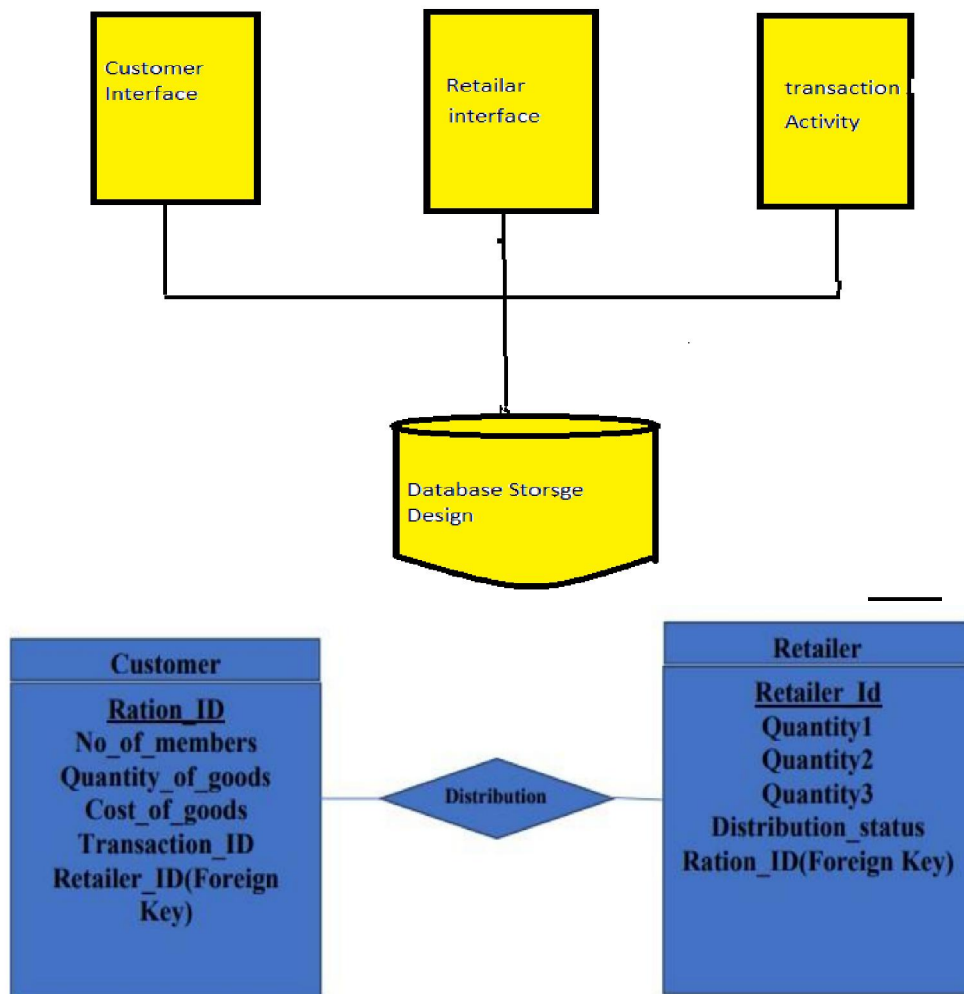 Customer
Interface
Retailar
interface
transaction
Activity
Database Storsge
Design
Customer
Ration_ID
No_of_members
Quantity_of_goods
Cost_of_goods
Transaction_ID
Retailer_ID(Foreign
Key)
Distribution
Retailer
Retailer_Id
Quantity1
Quantity2
Quantity3
Distribution_status
Ration_ID(Foreign Key)